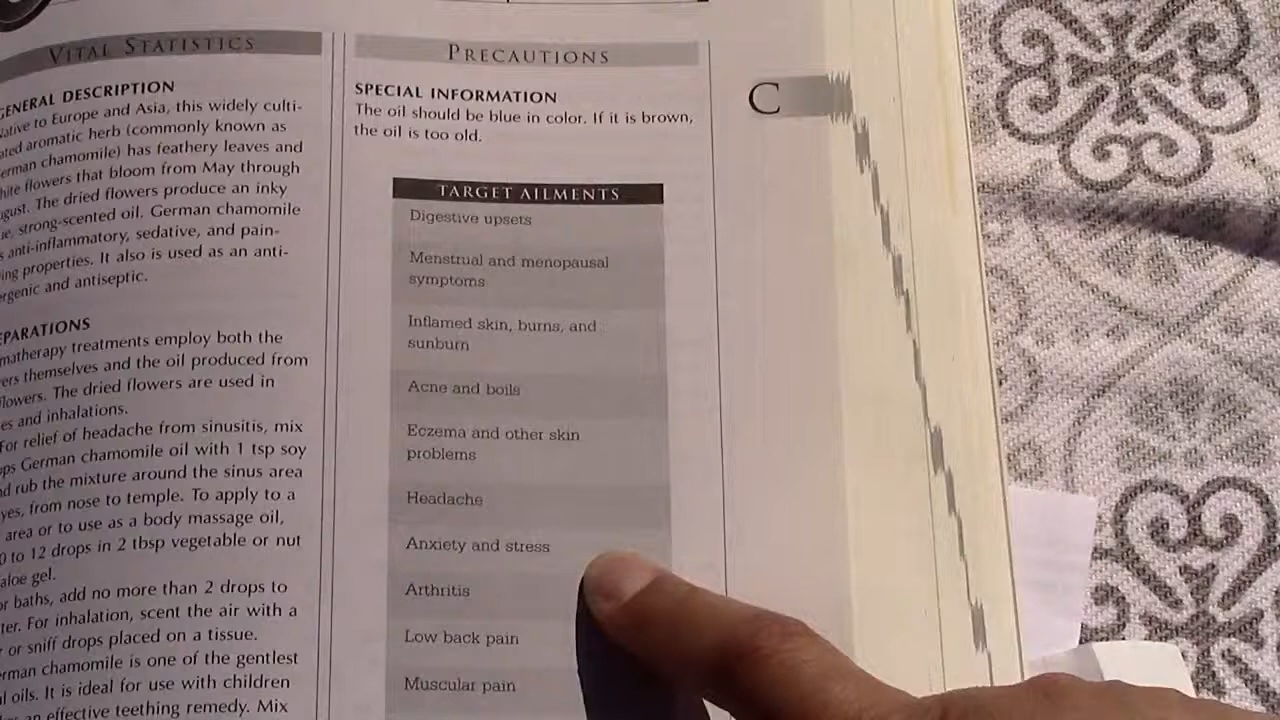 VITAL STATISTICS
GENERAL DESCRIPTION
Native to Europe and Asia, this widely culti-
ated aromatic herb (commonly known as
erman chamomile) has feathery leaves and
hite flowers that bloom from May through
gust. The dried flowers produce an inky
ue, strong-scented oil. German chamomile
s anti-inflammatory, sedative, and pain-
ing properties. It also is used as an anti-
ergenic and antiseptic.
EPARATIONS
matherapy treatments employ both the
ers themselves and the oil produced from
flowers. The dried flowers are used in
es and inhalations.
For relief of headache from sinusitis, mix
ps German chamomile oil with 1 tsp soy
nd rub the mixture around the sinus area
yes, from nose to temple. To apply to a
area or to use as a body massage oil,
0 to 12 drops in 2 tbsp vegetable or nut
aloe gel.
or baths, add no more than 2 drops to
ter. For inhalation, scent the air with a
r or sniff drops placed on a tissue.
erman chamomile is one of the gentlest
l oils. It is ideal for use with children
an effective teething remedy. Mix
PRECAUTIONS
SPECIAL INFORMATION
The oil should be blue in color. If it is brown,
the oil is too old.
TARGET AILMENTS
Digestive upsets
Menstrual and menopausal
symptoms
Inflamed skin, burns, and
sunburn
Acne and boils
Eczema and other skin
problems
Headache
Anxiety and stress
Arthritis
Low back pain
Muscular pain
C